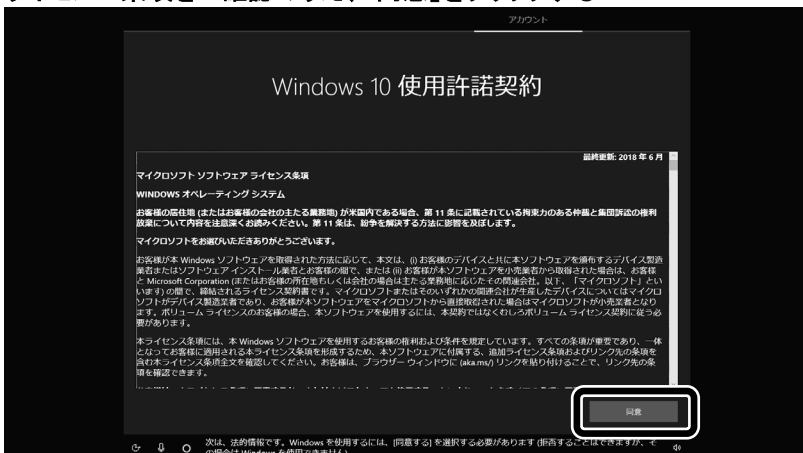 アカウント
Windows 10 使用許諾契約
最終更新: 2018 年 6 月
マイクロソフト ソフトウェア ライセンス条項
WINDOWS オペレーティング システム
お客様の居住地 (またはお客様の会社の主たる業務地) が米国内である場合、第 11 条に記載されている拘束力のある仲裁と集団訴訟の権利
放棄について内容を注意深くお読みください。第 11 条は、紛争を解決する方法に影響を及ぼします。
マイクロソフトをお選びいただきありがとうございます。
お客様が本 Windows ソフトウェアを取得された方法に応じて、本文は、(i) お客様のデバイスと共に本ソフトウェアを頒布するデバイス製造
業者またはソフトウェア インストール業者とお客様の間で、または (ii) お客様が本ソフトウェアを小売業者から取得された場合は、お客様
と Microsoft Corporation (またはお客様の所在地もしくは会社の場合は主たる業務地に応じたその関連会社。以下、「マイクロソフト」とい
います) の間で、締結されるライセンス契約書です。マイクロソフトまたはそのいずれかの関連会社が生産したデバイスについてはマイクロ
ソフトがデバイス製造業者であり、お客様が本ソフトウェアをマイクロソフトから直接取得された場合はマイクロソフトが小売業者となり
ます。ボリューム ライセンスのお客様の場合、本ソフトウェアを使用するには、本契約ではなくむしろボリューム ライセンス契約に従う必
要があります。
本ライセンス条項には、本 Windows ソフトウェアを使用するお客様の権利および条件を規定しています。すべての条項が重要であり、一体
となってお客様に適用される本ライセンス条項を形成するため、本ソフトウェアに付属する、追加ライセンス条項およびリンク先の条項を
含む本ライセンス条項全文を確認してください。お客様は、ブラウザー ウィンドウに (aka.ms/) リンクを貼り付けることで、リンク先の条
項を確認できます。
同意
次は、法的情報です。Windows を使用するには、[同意する] を選択する必要があります (拒否することはできますが、そ
の場合は Windows を使用できません)